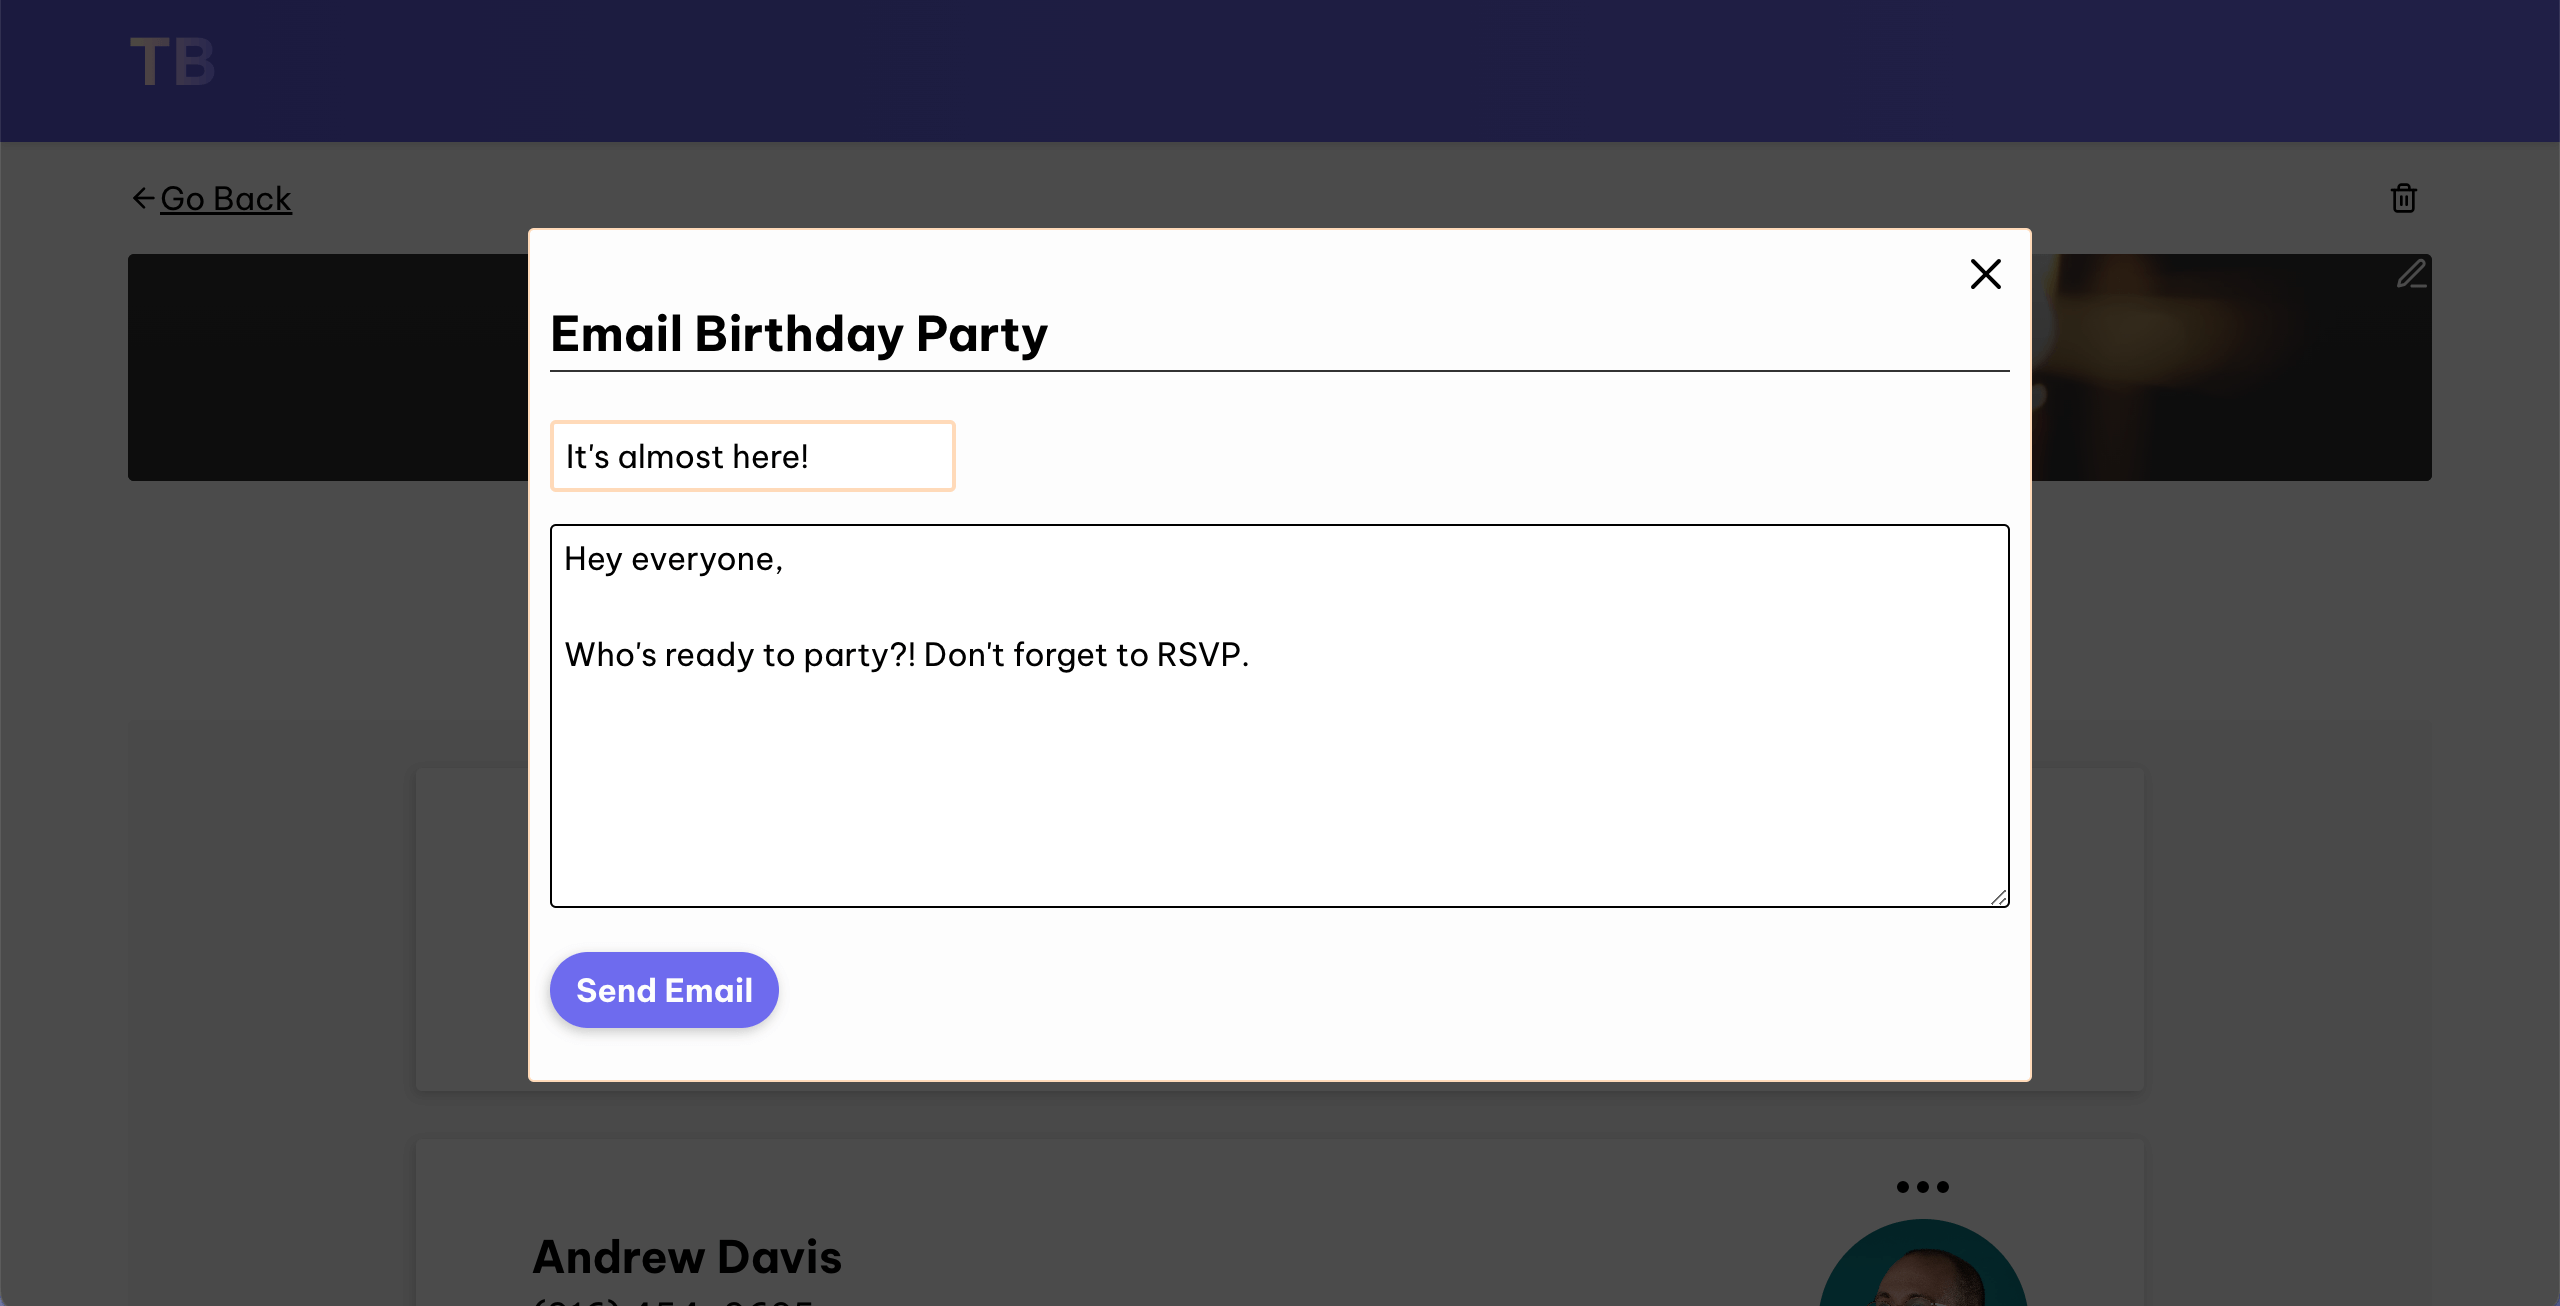 TB
Go Back
Email Birthday Party
It's almost here!
Hey everyone,
Who's ready to party?! Don't forget to RSVP.
Send Email
Andrew Davis